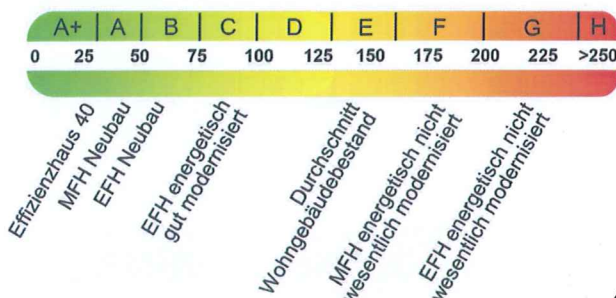 A+ A B C D E F G H
0 25 50 75 100 125 150 175 200 225 >250
Effizienzhaus 40
MFH Neubau
EFH Neubau
EFH energetisch
gut modernisiert
Durchschnitt
Wohngebäudebestand
MFH energetisch nicht
wesentlich modernisiert
EFH energetisch nicht
wesentlich modernisiert